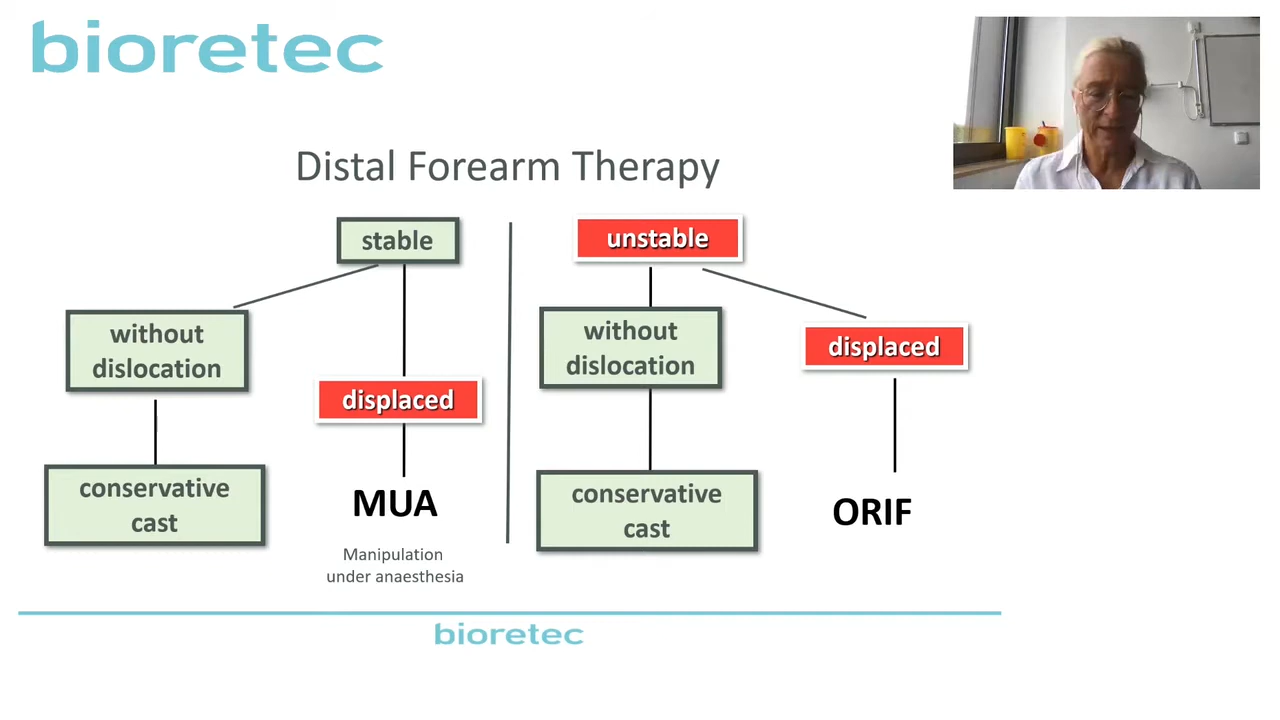 bioretec
Distal Forearm Therapy
stable
unstable
without
dislocation
displaced
without
dislocation
displaced
conservative
cast
MUA
Manipulation
under anaesthesia
conservative
cast
ORIF
bioretec